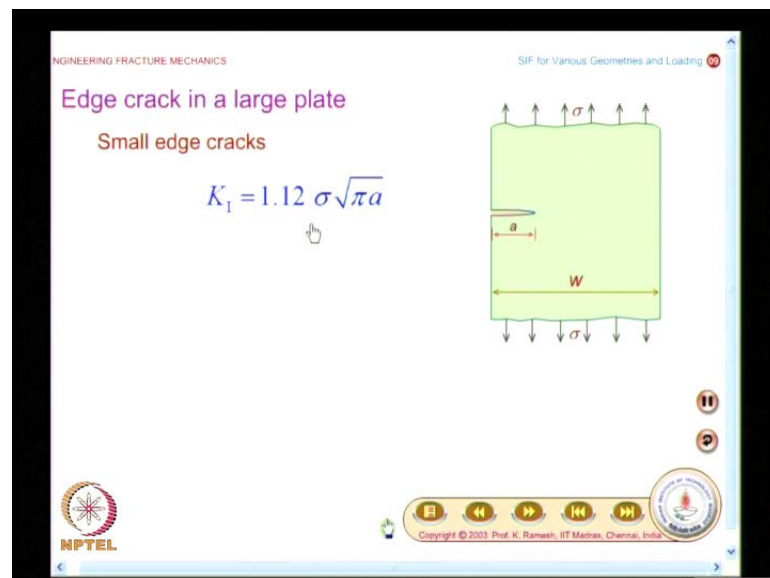 NGINEERING FRACTURE MECHANICS
SIF for Various Geometries and Loading 09
Edge crack in a large plate
Small edge cracks
K_I = 1.12 σ√(πa)
σ
a
W
σ
NPTEL
Copyright © 2003 Prof. K. Ramesh, IIT Madras, Chennai, India